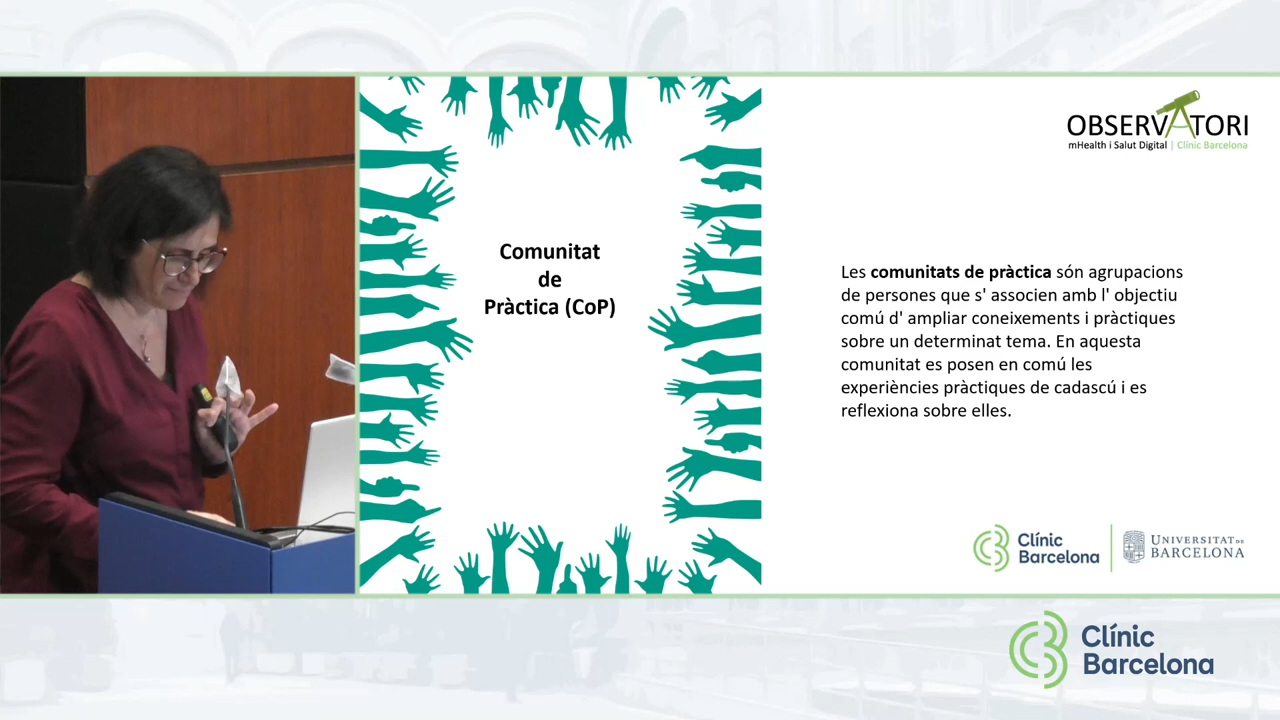 OBSERVATORI
mHealth i Salut Digital | Clínic Barcelona
Comunitat
de
Pràctica (CoP)
Les comunitats de pràctica són agrupacions
de persones que s' associen amb l' objectiu
comú d' ampliar coneixements i pràctiques
sobre un determinat tema. En aquesta
comunitat es posen en comú les
experiències pràctiques de cadascú i es
reflexiona sobre elles.
Clínic
Barcelona
UNIVERSITAT DE
BARCELONA
Clínic
Barcelona